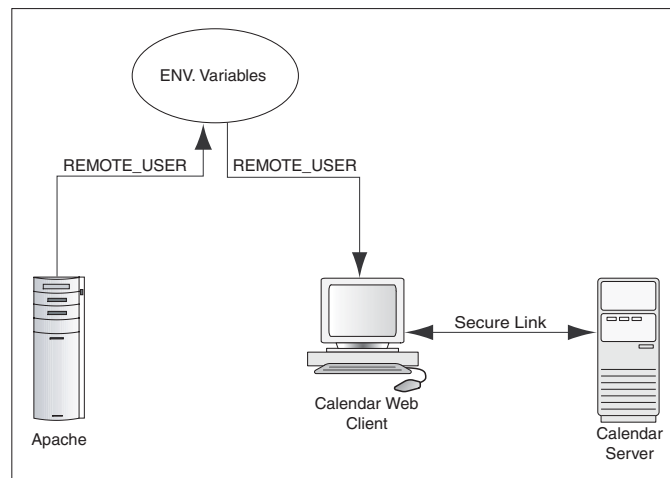 ENV. Variables
REMOTE_USER
REMOTE_USER
Secure Link
Apache
Calendar Web
Client
Calendar
Server